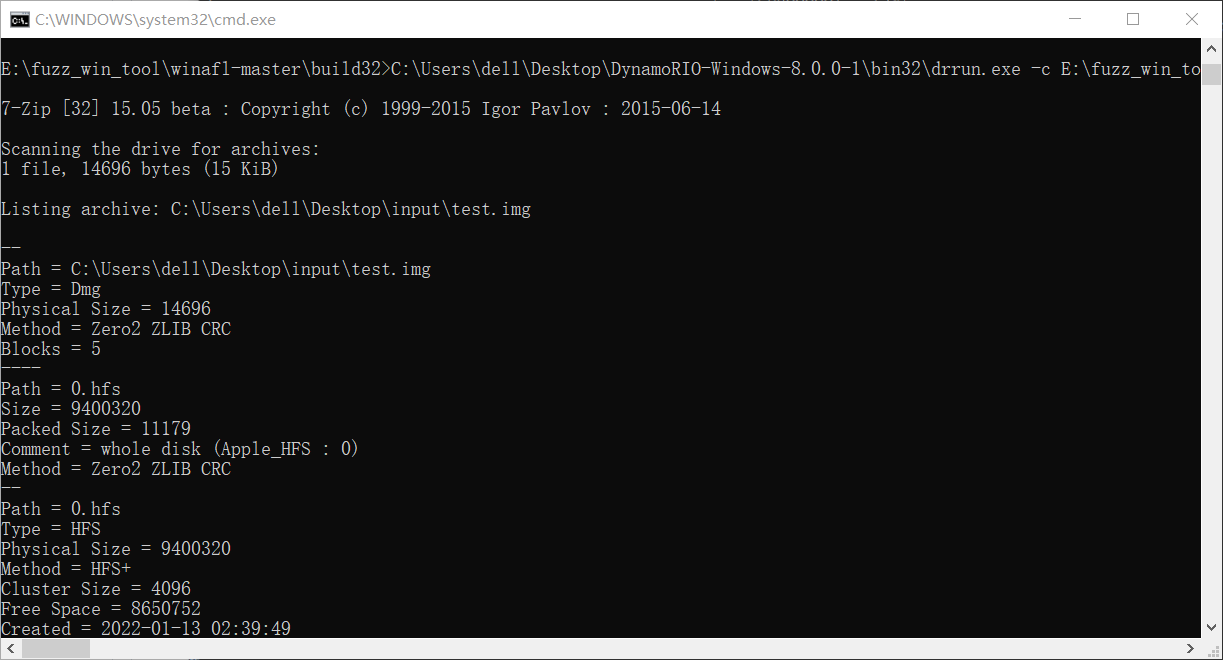 C:\WINDOWS\system32\cmd.exe
E:\fuzz_win_tool\winafl-master\build32>C:\Users\dell\Desktop\DynamoRIO-Windows-8.0.0-1\bin32\drrun.exe -c E:\fuzz_win_to
7-Zip [32] 15.05 beta : Copyright (c) 1999-2015 Igor Pavlov : 2015-06-14
Scanning the drive for archives:
1 file, 14696 bytes (15 KiB)
Listing archive: C:\Users\dell\Desktop\input\test.img
--
Path = C:\Users\dell\Desktop\input\test.img
Type = Dmg
Physical Size = 14696
Method = Zero2 ZLIB CRC
Blocks = 5
----
Path = 0.hfs
Size = 9400320
Packed Size = 11179
Comment = whole disk (Apple_HFS : 0)
Method = Zero2 ZLIB CRC
--
Path = 0.hfs
Type = HFS
Physical Size = 9400320
Method = HFS+
Cluster Size = 4096
Free Space = 8650752
Created = 2022-01-13 02:39:49